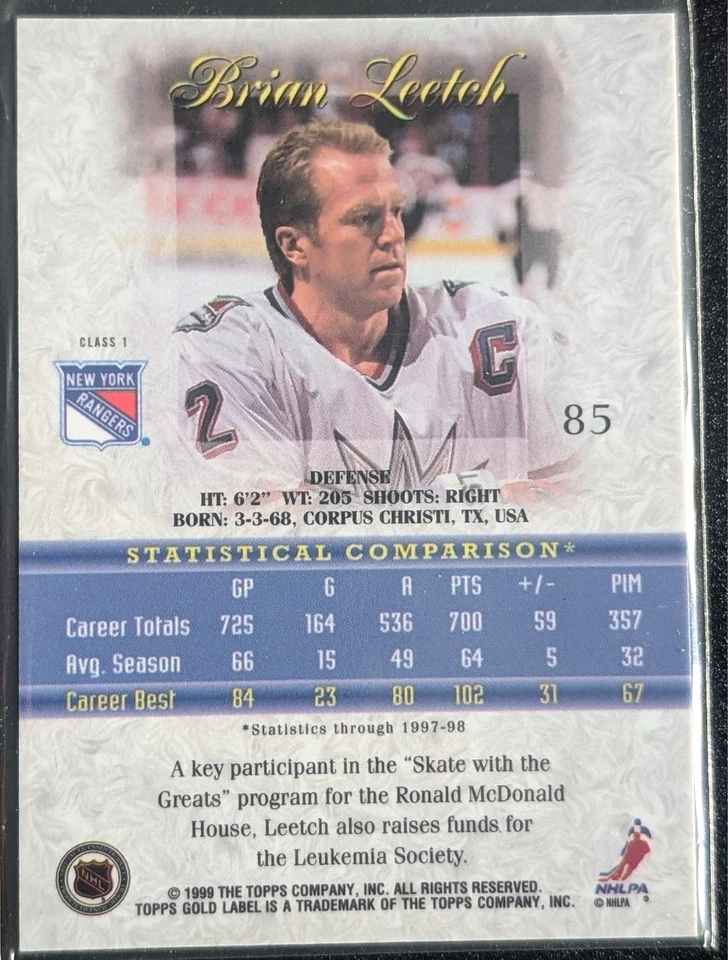 Brian Leetch
CLASS 1
NEW YORK
RANGERS
C
2
85
DEFENSE
HT: 6'2" WT: 205 SHOOTS: RIGHT
BORN: 3-3-68, CORPUS CHRISTI, TX, USA
STATISTICAL COMPARISON*
GP G A PTS +/- PIM
Career Totals 725 164 536 700 59 357
Avg. Season 66 15 49 64 5 32
Career Best 84 23 80 102 31 67
*Statistics through 1997-98
A key participant in the "Skate with the
Greats" program for the Ronald McDonald
House, Leetch also raises funds for
the Leukemia Society.
NHL
NHLPA
© NHLPA
© 1999 THE TOPPS COMPANY, INC. ALL RIGHTS RESERVED.
TOPPS GOLD LABEL IS A TRADEMARK OF THE TOPPS COMPANY, INC.